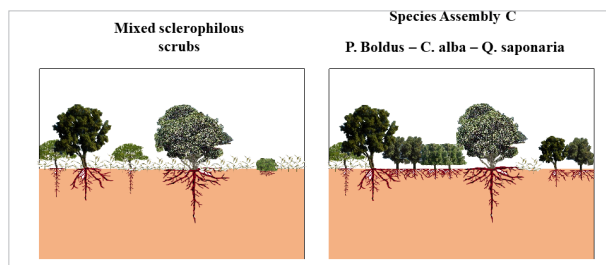 Mixed sclerophilous
scrubs
Species Assembly C
P. Boldus – C. alba – Q. saponaria